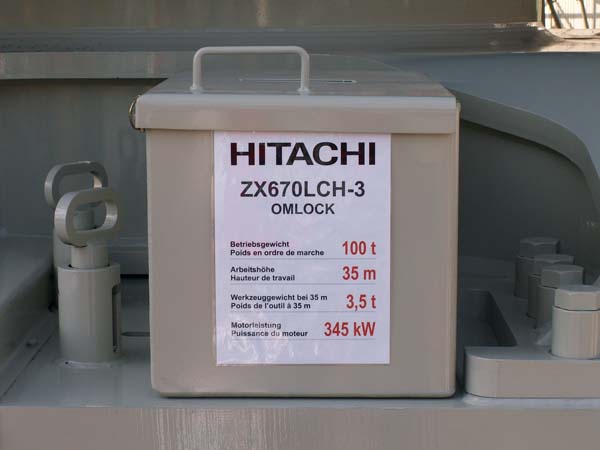 HITACHI
ZX670LCH-3
OMLOCK
Betriebsgewicht
Poids en ordre de marche 100 t
Arbeitshöhe
Hauteur de travail 35 m
Werkzeuggewicht bei 35 m
Poids de l'outil à 35 m 3,5 t
Motorleistung
Puissance du moteur 345 kW